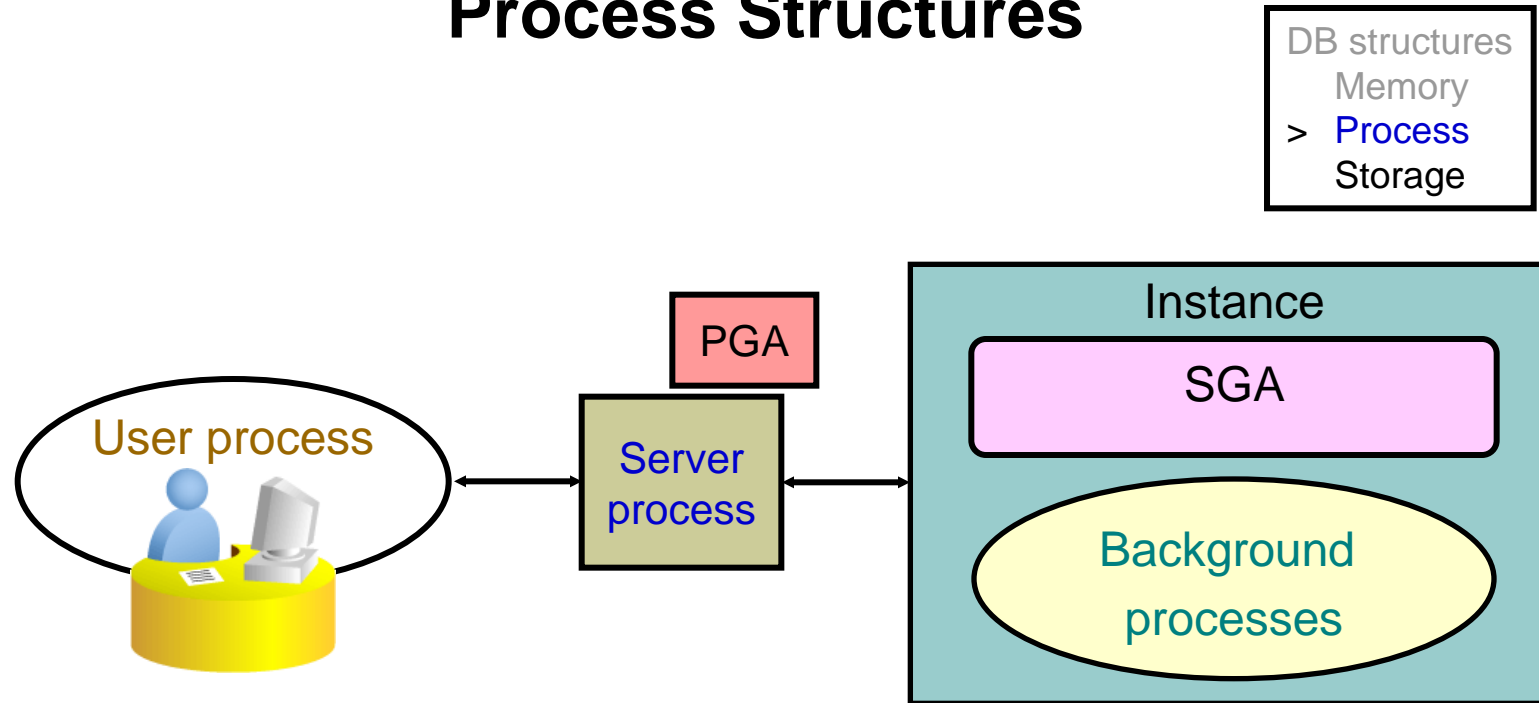 Process Structures
DB structures
Memory
> Process
Storage
Instance
PGA
SGA
User process
Server
process
Background
processes